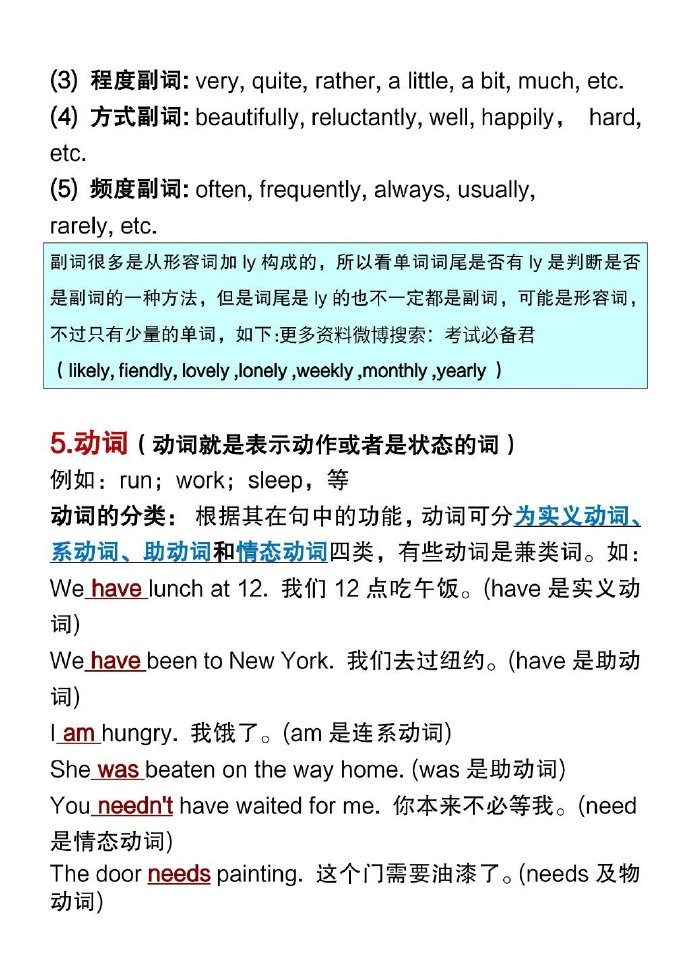 (3) 程度副词: very, quite, rather, a little, a bit, much, etc.
(4) 方式副词: beautifully, reluctantly, well, happily， hard,
etc.
(5) 频度副词: often, frequently, always, usually,
rarely, etc.
副词很多是从形容词加 ly 构成的，所以看单词词尾是否有 ly 是判断是否
是副词的一种方法，但是词尾是 ly 的也不一定都是副词，可能是形容词，
不过只有少量的单词，如下:更多资料微博搜索：考试必备君
（ likely, fiendly, lovely ,lonely ,weekly ,monthly ,yearly ）
5.动词（ 动词就是表示动作或者是状态的词 ）
例如：run；work；sleep，等
动词的分类： 根据其在句中的功能，动词可分为实义动词、
系动词、助动词和情态动词四类，有些动词是兼类词。如：
We have lunch at 12. 我们 12 点吃午饭。(have 是实义动
词)
We have been to New York. 我们去过纽约。(have 是助动
词)
I am hungry. 我饿了。(am 是连系动词)
She was beaten on the way home. (was 是助动词)
You needn't have waited for me. 你本来不必等我。(need
是情态动词)
The door needs painting. 这个门需要油漆了。(needs 及物
动词)